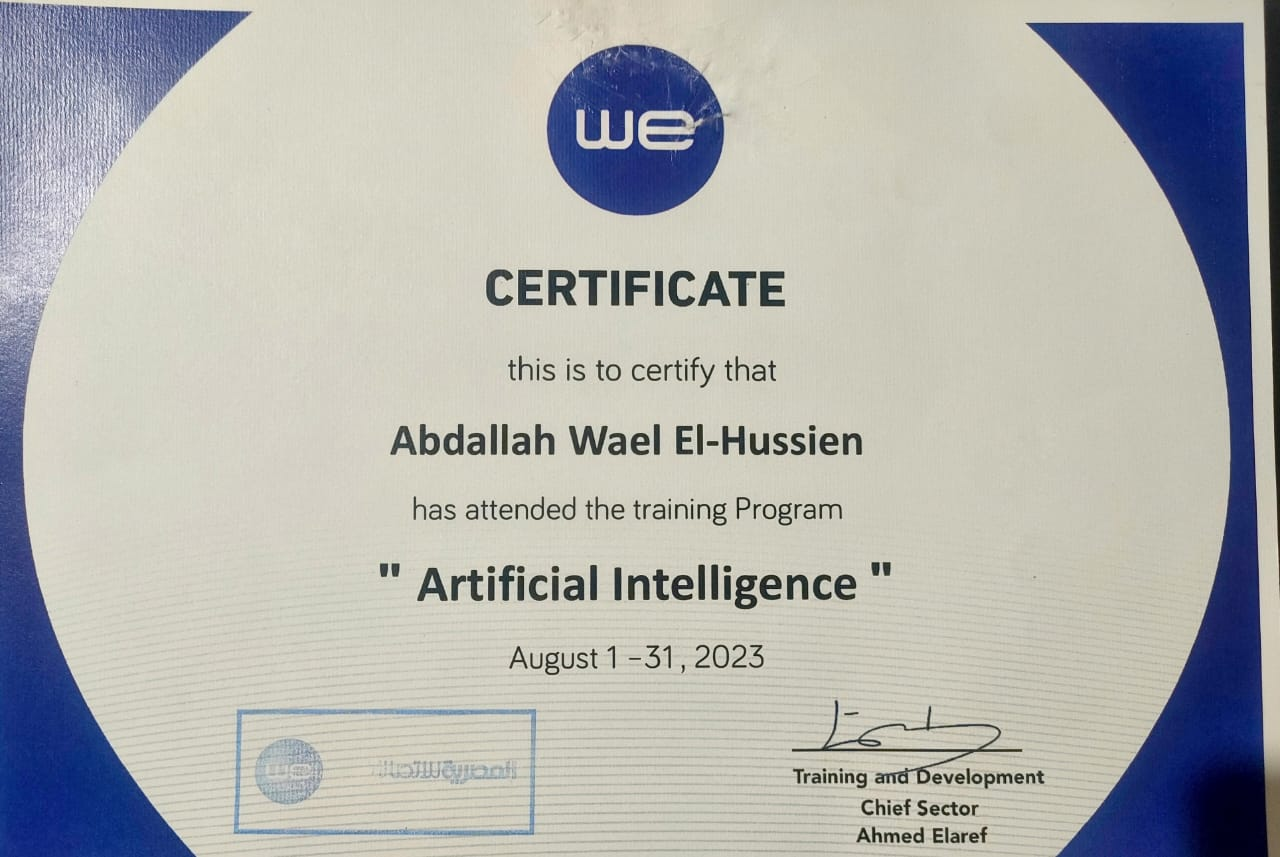 we
CERTIFICATE
this is to certify that
Abdallah Wael El-Hussien
has attended the training Program
" Artificial Intelligence "
August 1 -31, 2023
we المصرية للاتصالات
Training and Development
Chief Sector
Ahmed Elaref